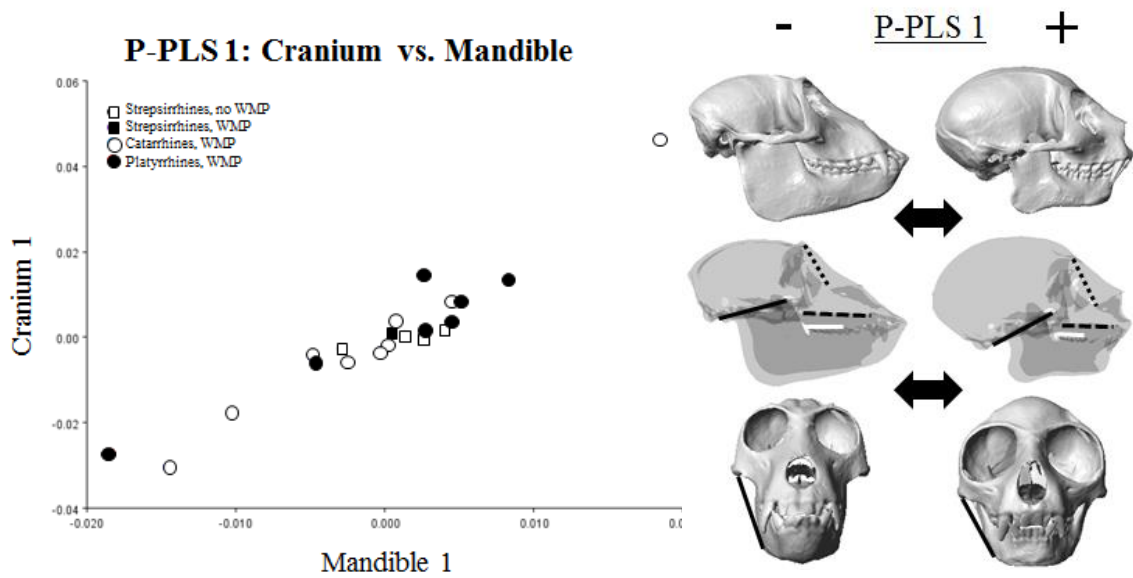 P-PLS 1: Cranium vs. Mandible
- P-PLS 1 +
0.06
Strepsirrhines, no WMP
Strepsirrhines, WMP
Catarrhines, WMP
Platyrrhines, WMP
0.04
0.02
Cranium 1
0.00
-0.02
-0.04
-0.020 -0.010 0.000 0.010 0.0
Mandible 1